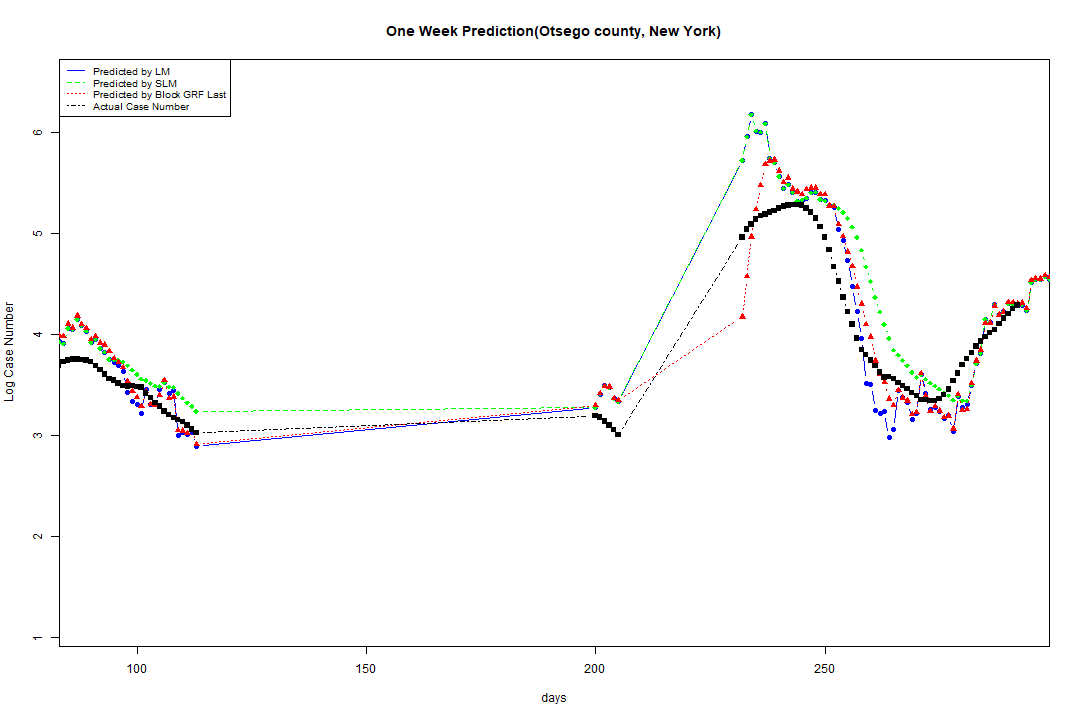 One Week Prediction(Otsego county, New York)
Predicted by LM
Predicted by SLM
Predicted by Block GRF Last
Actual Case Number
Log Case Number
6
5
4
3
2
1
100 150 200 250
days